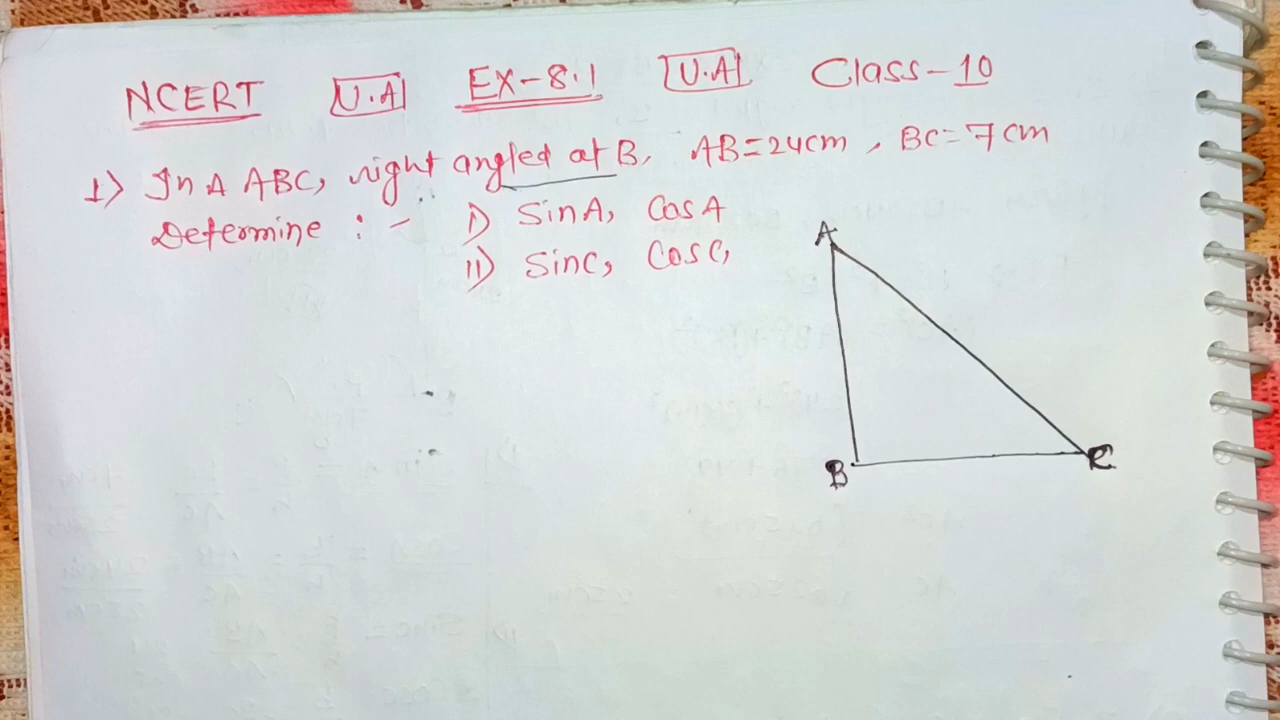 NCERT U.A Ex-8.1 U.A Class-10
1) In Δ ABC, right angled at B, AB=24cm, BC=7cm
Determine :- i) SinA, CosA
ii) Sinc, Cosc,
A
B C